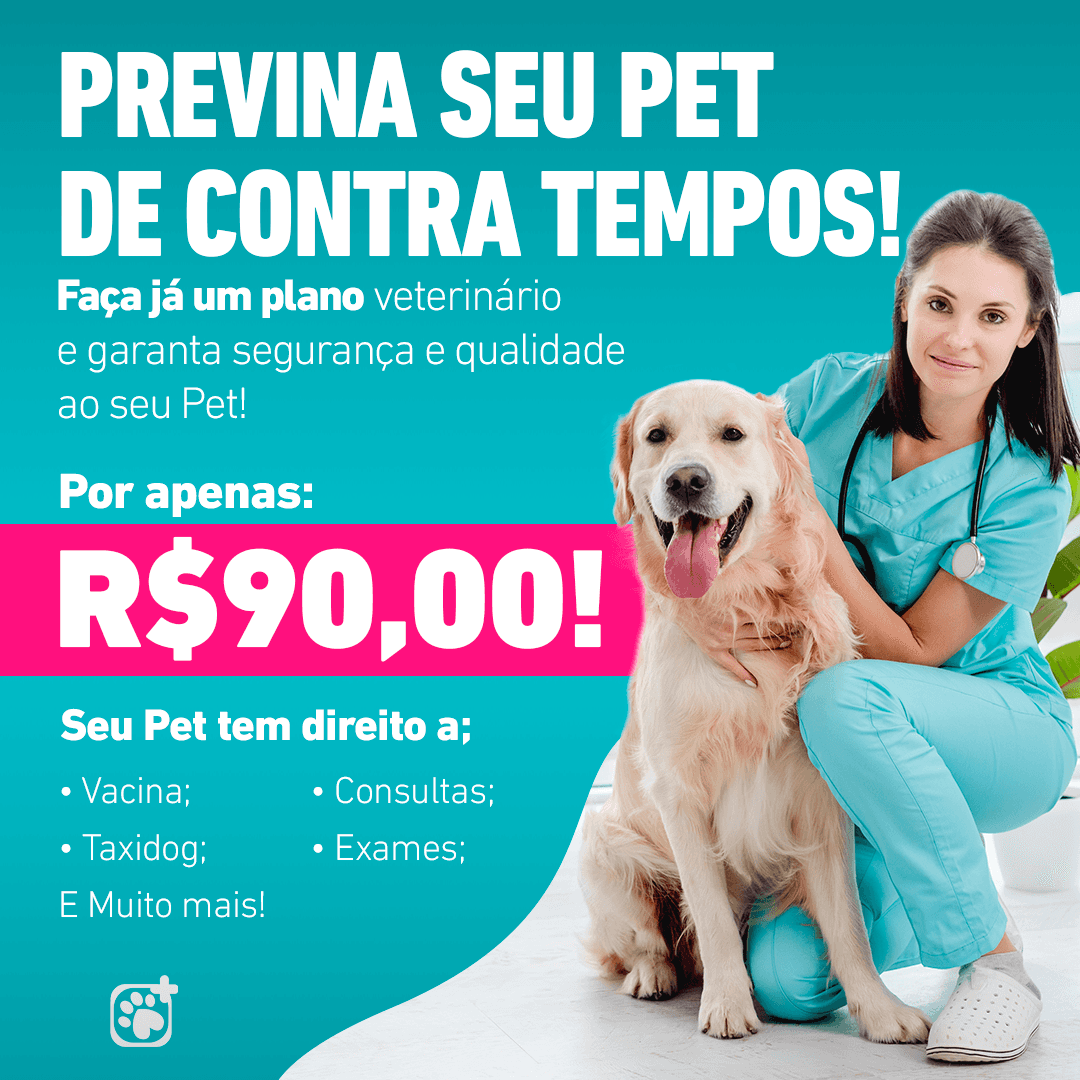 PREVINA SEU PET
DE CONTRA TEMPOS!
Faça já um plano veterinário
e garanta segurança e qualidade
ao seu Pet!
Por apenas:
R$90,00!
Seu Pet tem direito a;
• Vacina;
• Consultas;
• Taxidog;
• Exames;
E Muito mais!